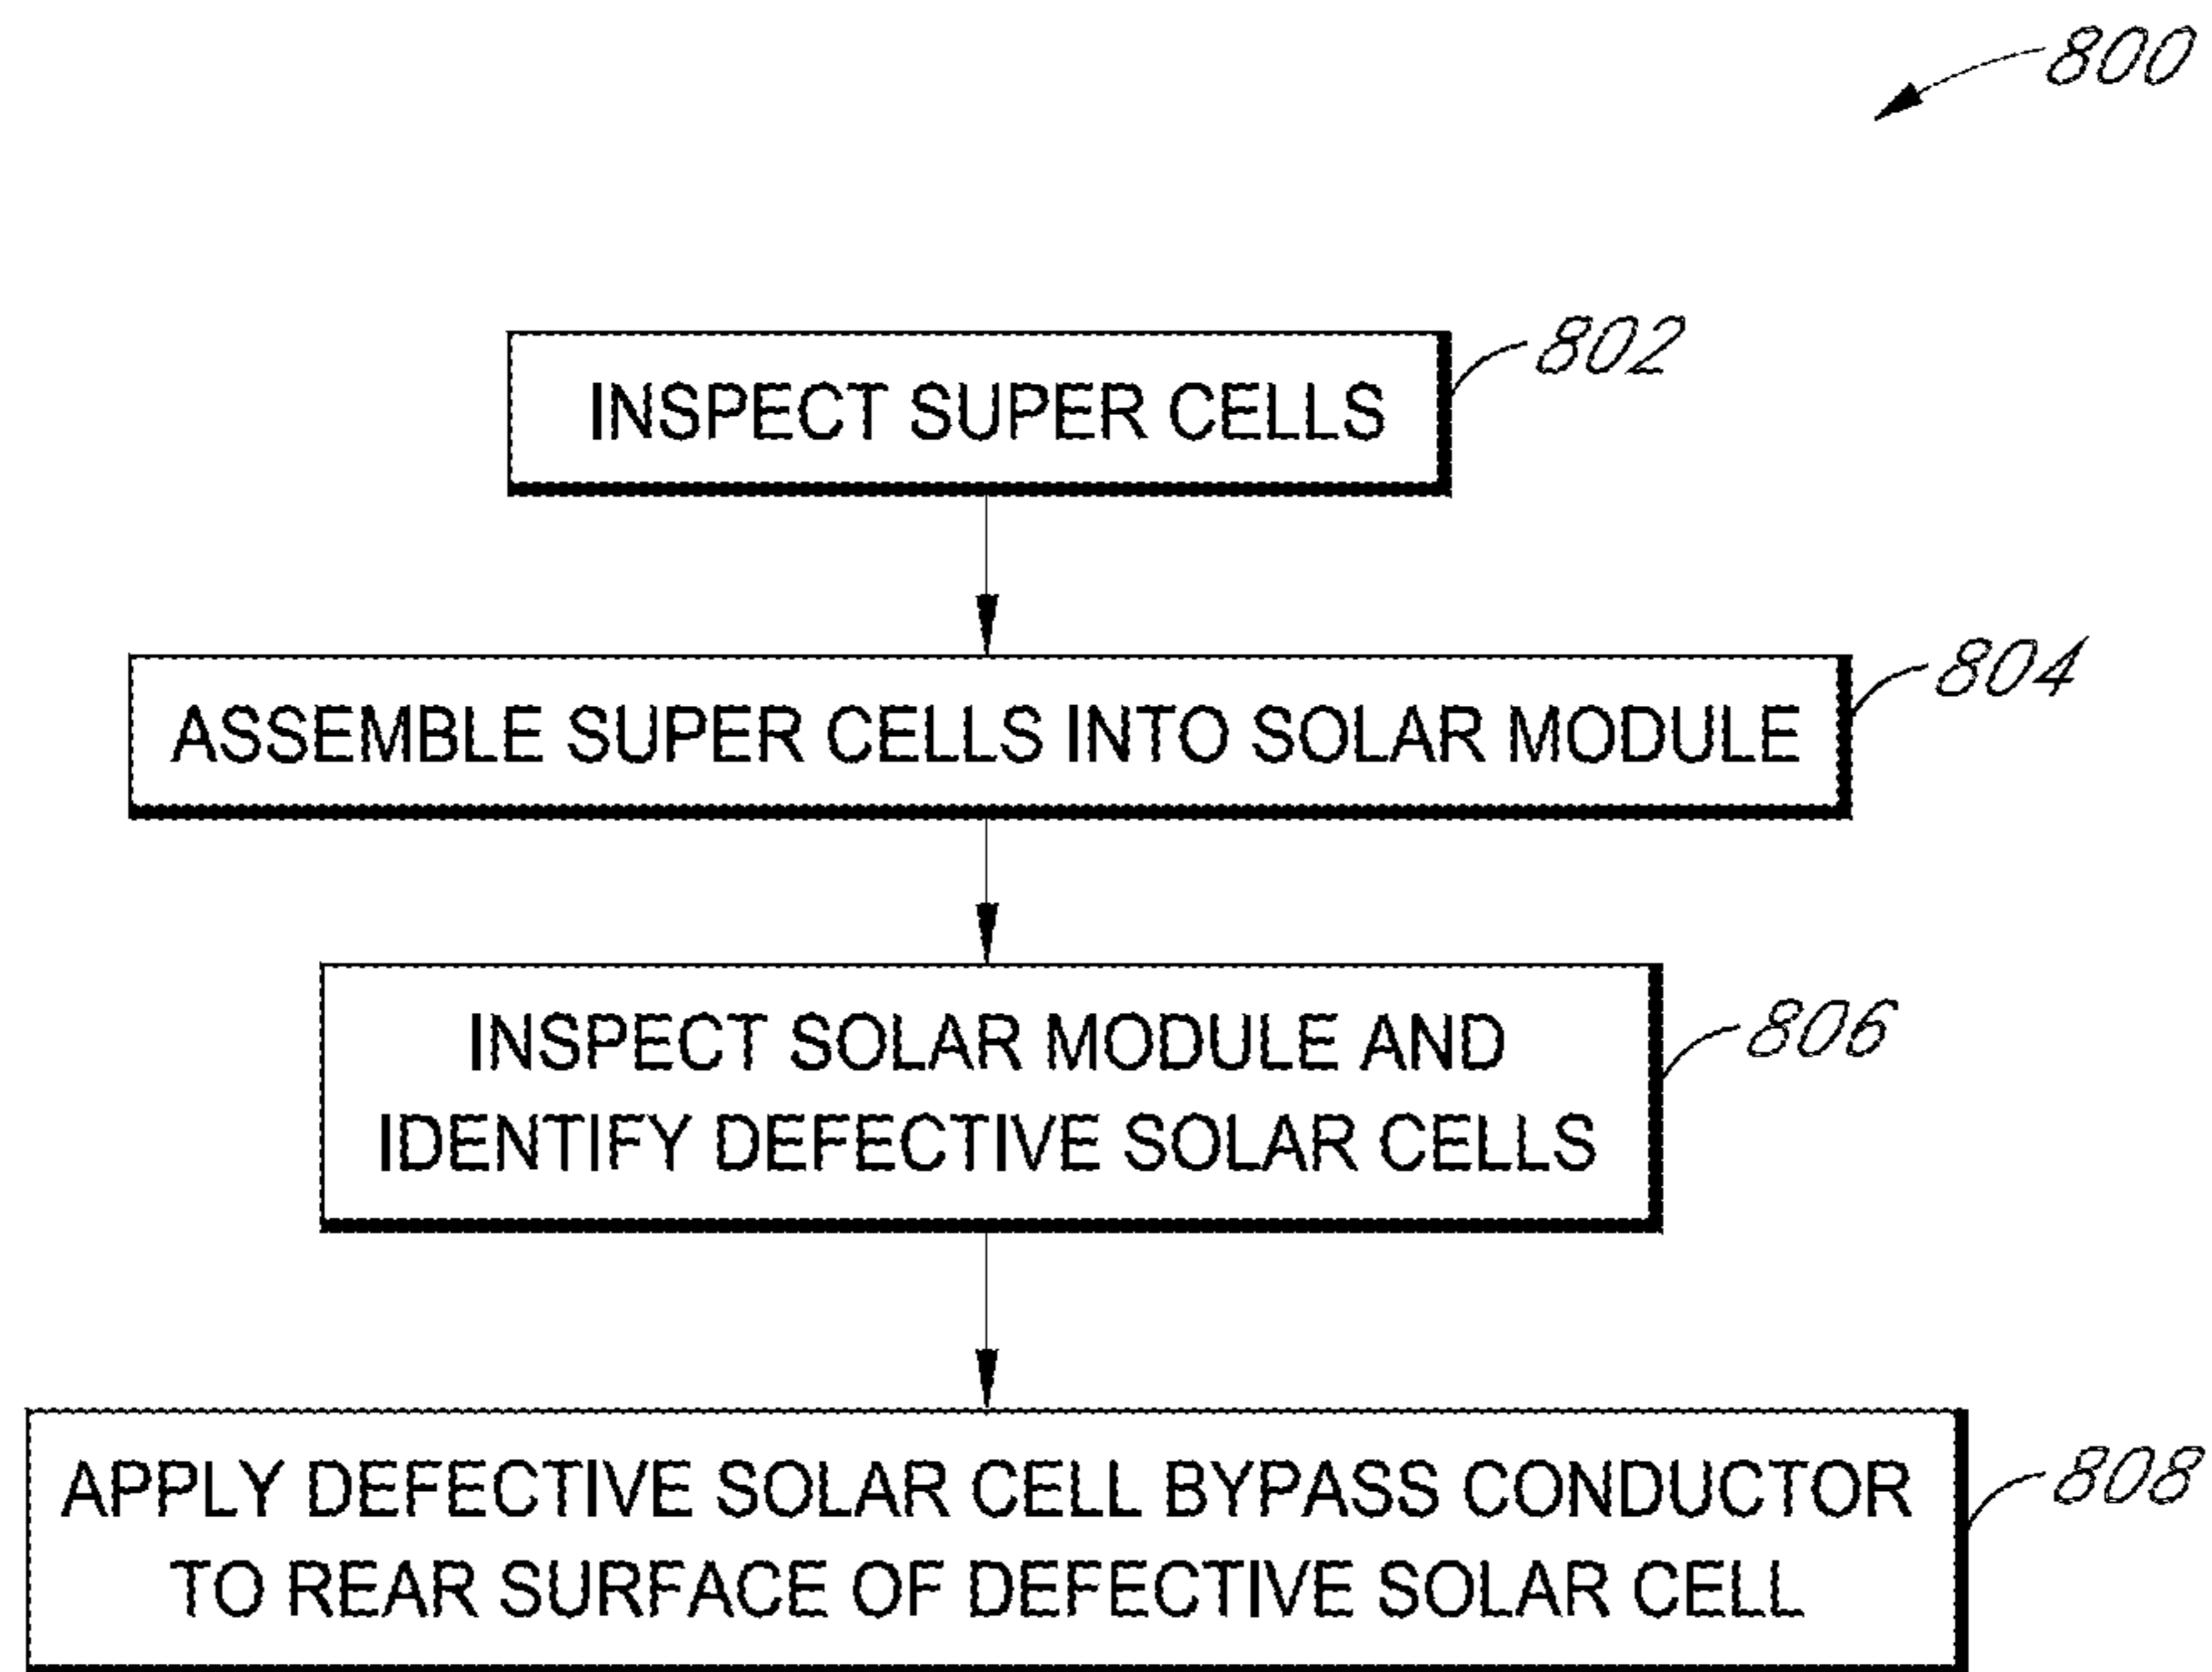 800
INSPECT SUPER CELLS
802
ASSEMBLE SUPER CELLS INTO SOLAR MODULE
804
INSPECT SOLAR MODULE AND
IDENTIFY DEFECTIVE SOLAR CELLS
806
APPLY DEFECTIVE SOLAR CELL BYPASS CONDUCTOR
TO REAR SURFACE OF DEFECTIVE SOLAR CELL
808